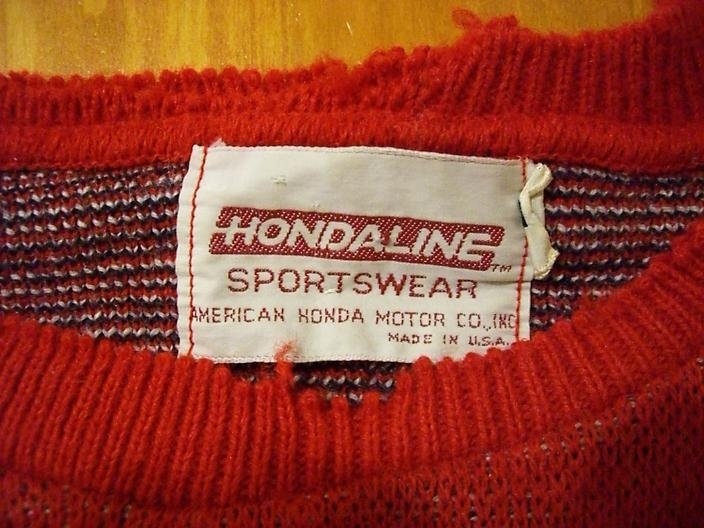 HONDALINE™
SPORTSWEAR
AMERICAN HONDA MOTOR CO.,INC
MADE IN U.S.A.